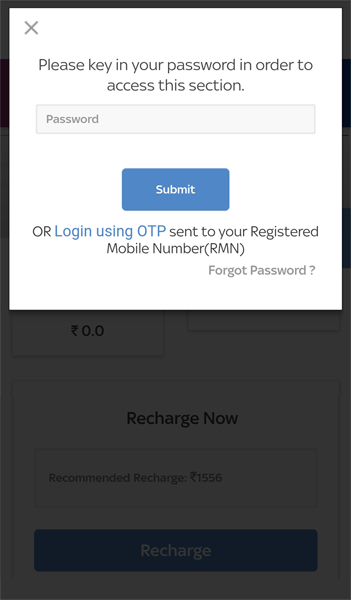 Please key in your password in order to
access this section.
Password
Submit
OR Login using OTP sent to your Registered
Mobile Number(RMN)
Forgot Password ?
₹ 0.0
Recharge Now
Recommended Recharge: ₹1556
Recharge